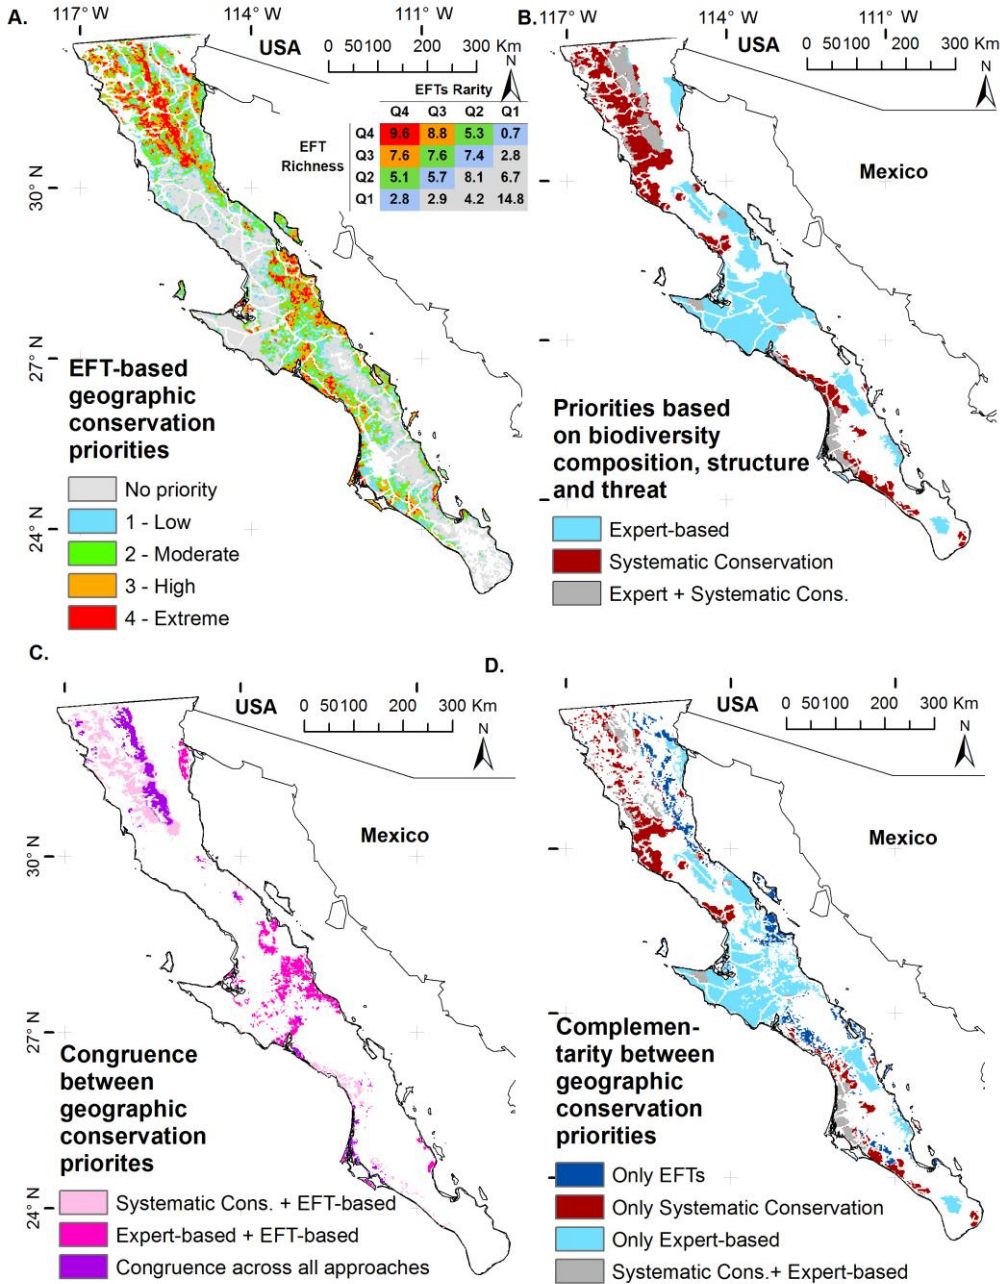 A.
117° W
114° W
111° W
USA
0 50100 200 300 Km
N
EFTs Rarity
Q4 Q3 Q2 Q1
EFT
Richness
Q4 9.6 8.8 5.3 0.7
Q3 7.6 7.6 7.4 2.8
Q2 5.1 5.7 8.1 6.7
Q1 2.8 2.9 4.2 14.8
30° N
27° N
24° N
EFT-based
geographic
conservation
priorities
No priority
1 - Low
2 - Moderate
3 - High
4 - Extreme
B.
117° W
114° W
111° W
USA
0 50100 200 300 Km
N
Mexico
Priorities based
on biodiversity
composition, structure
and threat
Expert-based
Systematic Conservation
Expert + Systematic Cons.
C.
USA
0 50100 200 300 Km
N
Mexico
30° N
27° N
24° N
Congruence
between
geographic
conservation
priorites
Systematic Cons. + EFT-based
Expert-based + EFT-based
Congruence across all approaches
D.
USA
0 50100 200 300 Km
N
Mexico
Complemen-
tarity between
geographic
conservation
priorities
Only EFTs
Only Systematic Conservation
Only Expert-based
Systematic Cons.+ Expert-based